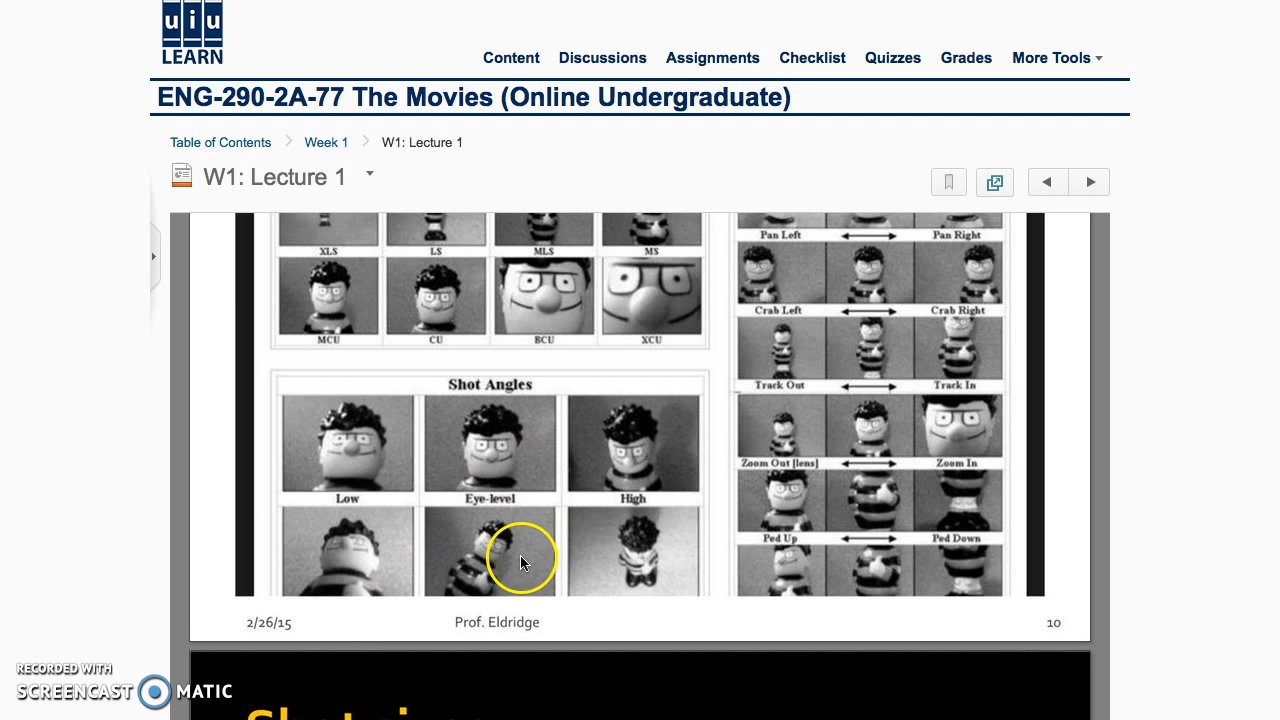 uiu
LEARN
Content Discussions Assignments Checklist Quizzes Grades More Tools
ENG-290-2A-77 The Movies (Online Undergraduate)
Table of Contents Week 1 W1: Lecture 1
W1: Lecture 1
XLS LS MLS MS
MCU CU BCU XCU
Shot Angles
Low Eye-level High
Pan Left Pan Right
Crab Left Crab Right
Track Out Track In
Zoom Out [lens] Zoom In
Ped Up Ped Down
2/26/15 Prof. Eldridge 10
RECORDED WITH
SCREENCAST MATIC